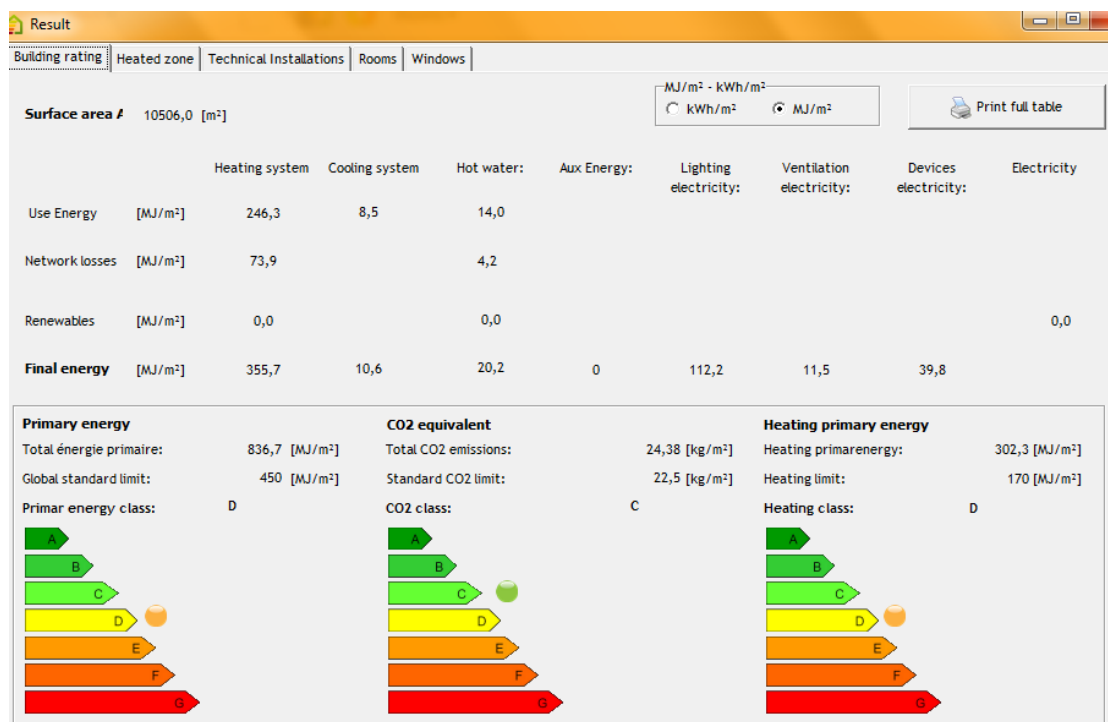 Result
Building rating Heated zone Technical Installations Rooms Windows
MJ/m² - kWh/m²
Surface area A 10506,0 [m²] kWh/m² MJ/m² Print full table
Heating system Cooling system Hot water: Aux Energy: Lighting electricity: Ventilation electricity: Devices electricity: Electricity
Use Energy [MJ/m²] 246,3 8,5 14,0
Network losses [MJ/m²] 73,9 4,2
Renewables [MJ/m²] 0,0 0,0 0,0
Final energy [MJ/m²] 355,7 10,6 20,2 0 112,2 11,5 39,8
Primary energy CO2 equivalent Heating primary energy
Total énergie primaire: 836,7 [MJ/m²] Total CO2 emissions: 24,38 [kg/m²] Heating primarenergy: 302,3 [MJ/m²]
Global standard limit: 450 [MJ/m²] Standard CO2 limit: 22,5 [kg/m²] Heating limit: 170 [MJ/m²]
Primar energy class: D CO2 class: C Heating class: D
A A A
B B B
C C C
D D D
E E E
F F F
G G G